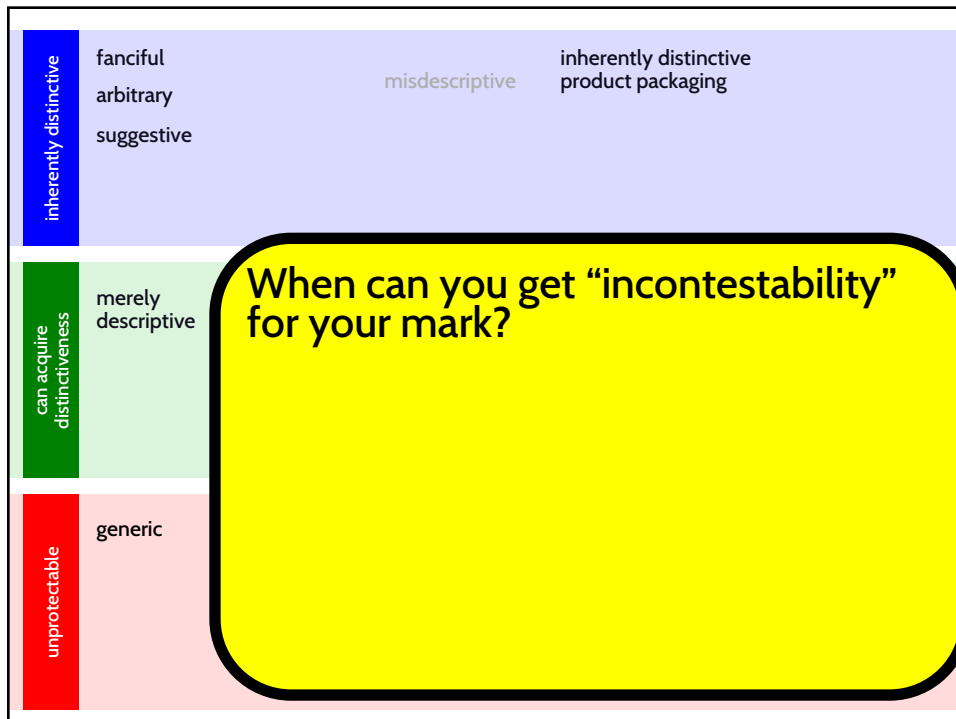 inherently distinctive
fanciful
arbitrary
suggestive
misdescriptive
inherently distinctive
product packaging
can acquire
distinctiveness
merely
descriptive
When can you get “incontestability”
for your mark?
unprotectable
generic